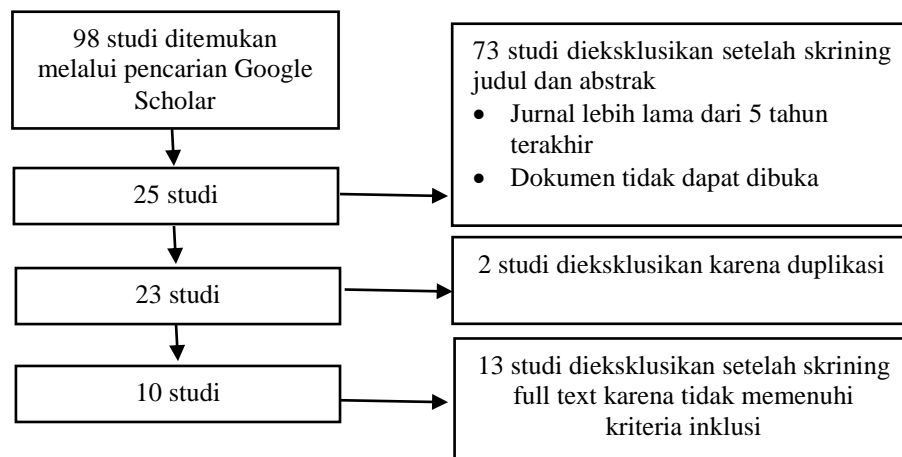 98 studi ditemukan
melalui pencarian Google
Scholar
73 studi dieksklusikan setelah skrining
judul dan abstrak
• Jurnal lebih lama dari 5 tahun
terakhir
• Dokumen tidak dapat dibuka
25 studi
2 studi dieksklusikan karena duplikasi
23 studi
13 studi dieksklusikan setelah skrining
full text karena tidak memenuhi
kriteria inklusi
10 studi